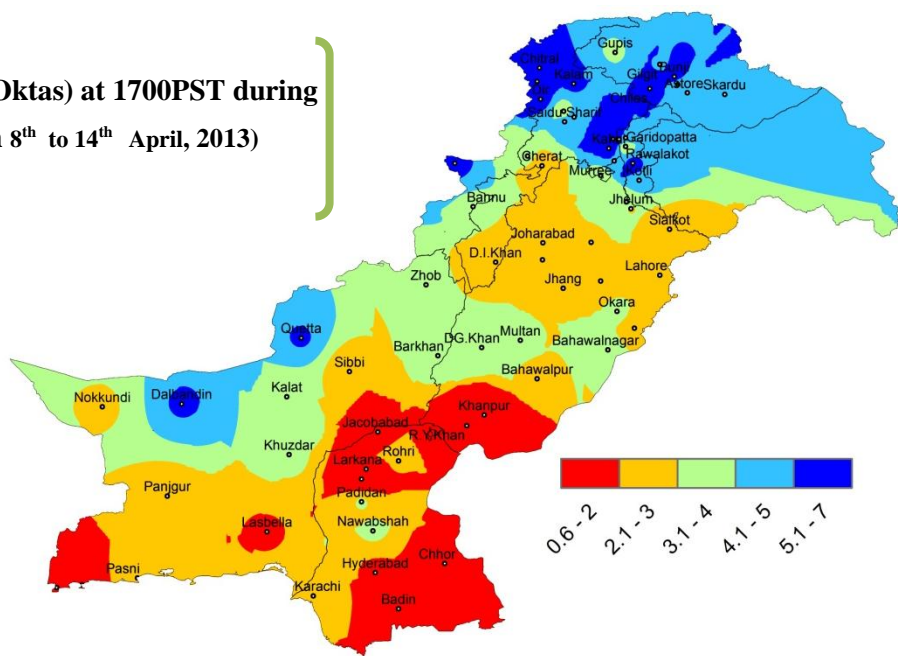 Oktas) at 1700PST during
8th to 14th April, 2013)
Gupis
Chitral
Kalam
Gilgit
Bunji
Astore
Skardu
Dir
Chilas
Saidu Sharif
Garidopatta
Cherat
Rawalakot
Murree
Kotli
Bannu
Jhelum
Sialkot
Joharabad
D.I.Khan
Lahore
Zhob
Jhang
Okara
Quetta
D.G.Khan
Multan
Barkhan
Bahawalnagar
Sibbi
Bahawalpur
Nokkundi
Dalbandin
Kalat
Khanpur
Jacobabad
R.Y.Khan
Khuzdar
Rohri
Larkana
Panjgur
Padidan
Lasbella
Nawabshah
Chhor
Pasni
Hyderabad
Karachi
Badin
0.6 - 2
2.1 - 3
3.1 - 4
4.1 - 5
5.1 - 7